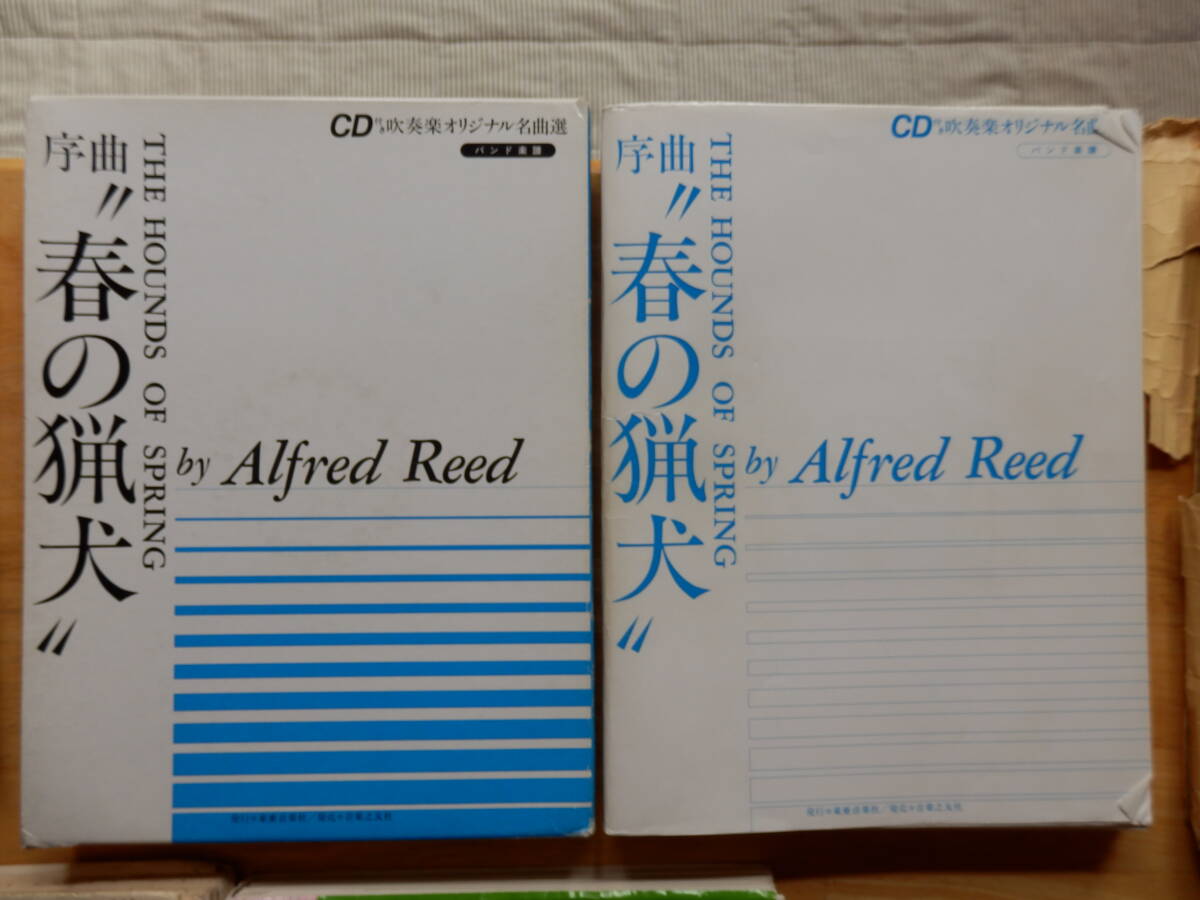 CD付き吹奏楽オリジナル名曲選
バンド楽譜
序曲
〝春の猟犬〟
THE HOUNDS OF SPRING
by Alfred Reed
CD付き吹奏楽オリジナル名曲
バンド楽譜
序曲
〝春の猟犬〟
THE HOUNDS OF SPRING
by Alfred Reed